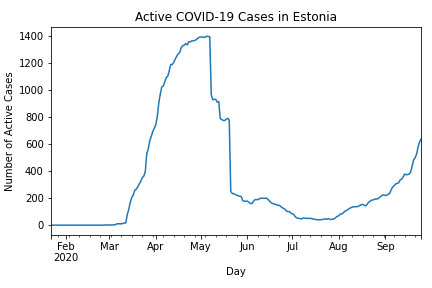 Active COVID-19 Cases in Estonia
Number of Active Cases
1400
1200
1000
800
600
400
200
0
Feb Mar Apr May Jun Jul Aug Sep
2020
Day